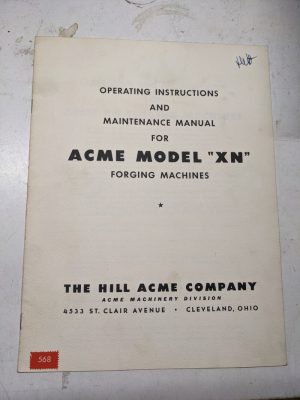 OPERATING INSTRUCTIONS
AND
MAINTENANCE MANUAL
FOR
ACME MODEL "XN"
FORGING MACHINES
★
THE HILL ACME COMPANY
ACME MACHINERY DIVISION
4533 ST. CLAIR AVENUE • CLEVELAND, OHIO
568